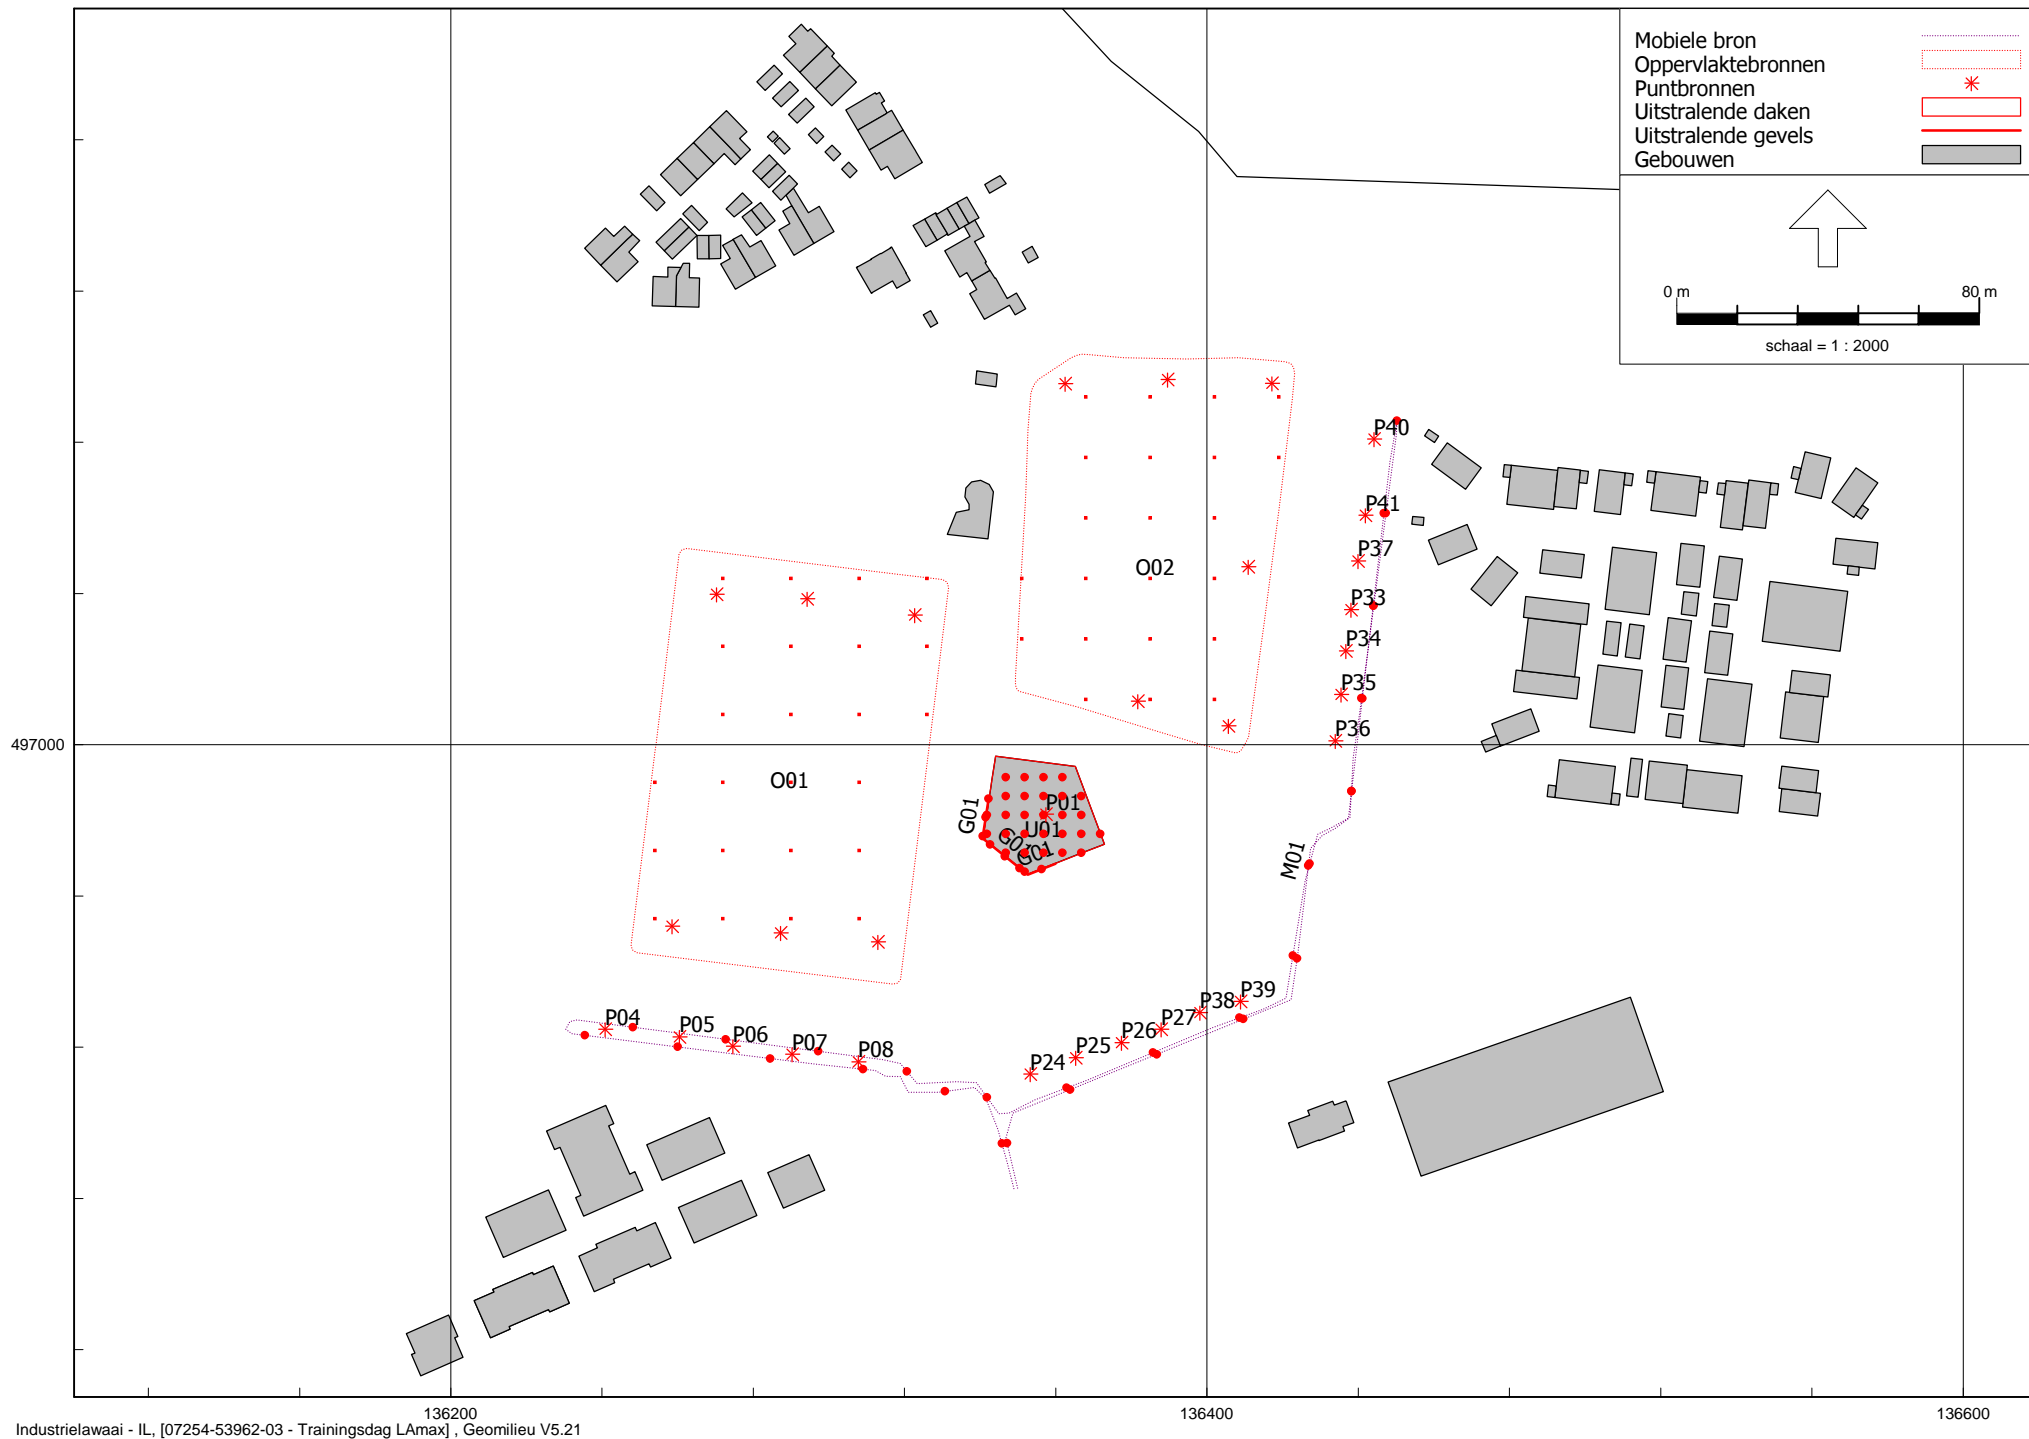 Mobiele bron
Oppervlaktebronnen
Puntbronnen
Uitstralende daken
Uitstralende gevels
Gebouwen
0 m
80 m
schaal = 1 : 2000
P40
P41
P37
P33
P34
P35
P36
O02
O01
497000
P01
U01
G01
G01
G01
M01
P39
P38
P27
P26
P25
P24
P04
P05
P06
P07
P08
136200
136400
136600
Industrielawaai - IL, [07254-53962-03 - Trainingsdag LAmax] , Geomilieu V5.21